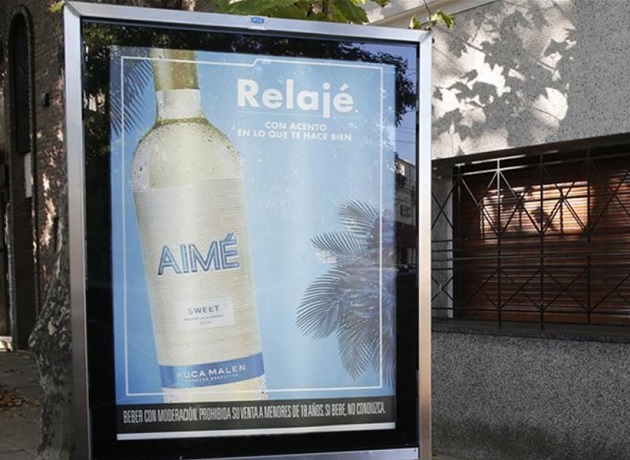 Relajé
CON ACENTO
EN LO QUE TE HACE BIEN.
AIMÉ
SWEET
RUCA MALEN
BEBER CON MODERACIÓN. PROHIBIDA SU VENTA A MENORES DE 18 AÑOS. SI BEBE, NO CONDUZCA.